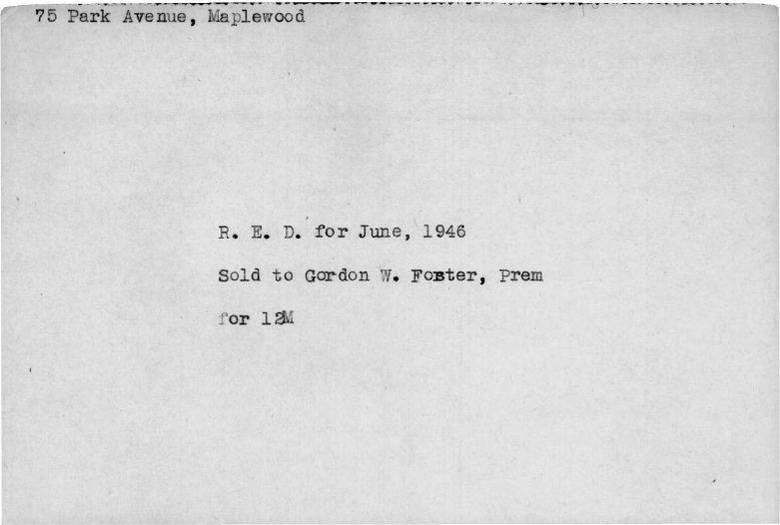 75 Park Avenue, Maplewood
R. E. D. for June, 1946
Sold to Gordon W. Foster, Prem
for 12M